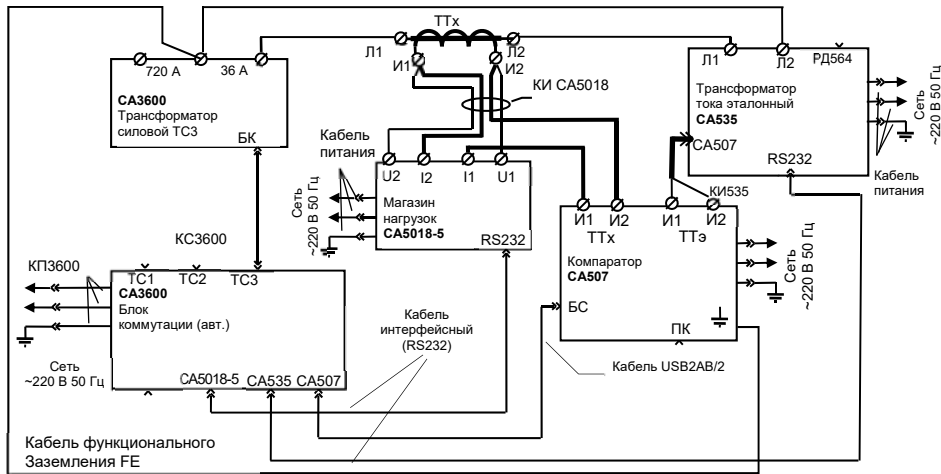 ТТх
Л1
Л2
И1
И2
720 А
36 А
СА3600
Трансформатор
силовой ТС3
БК
КИ СА5018
Л1
Л2
РД564
Трансформатор
тока эталонный
СА535
СА507
RS232
Сеть
~220 В 50 Гц
Кабель
питания
Кабель
питания
Сеть
~220 В 50 Гц
U2
I2
I1
U1
Магазин
нагрузок
СА5018-5
RS232
КИ535
И1
И2
И1
И2
ТТх
ТТэ
Компаратор
СА507
БС
ПК
Сеть
~220 В 50 Гц
КС3600
КП3600
ТС1
ТС2
ТС3
СА3600
Блок
коммутации (авт.)
СА5018-5
СА535
СА507
Сеть
~220 В 50 Гц
Кабель
интерфейсный
(RS232)
Кабель USB2AB/2
Кабель функционального
Заземления FE